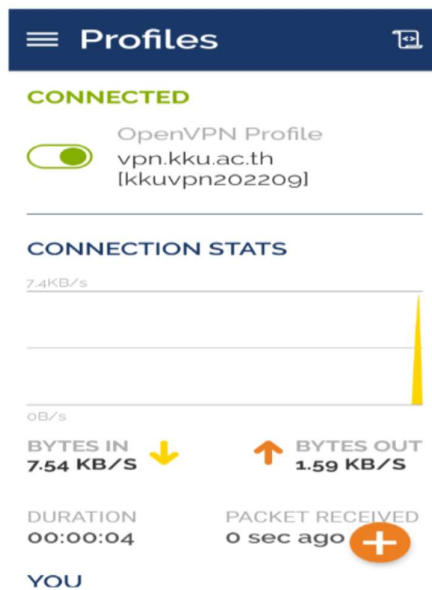 Profiles
CONNECTED
OpenVPN Profile
vpn.kku.ac.th
[kkuvpn202209]
CONNECTION STATS
7.4KB/s
0B/s
BYTES IN
7.54 KB/S
BYTES OUT
1.59 KB/S
DURATION
00:00:04
PACKET RECEIVED
0 sec ago
YOU